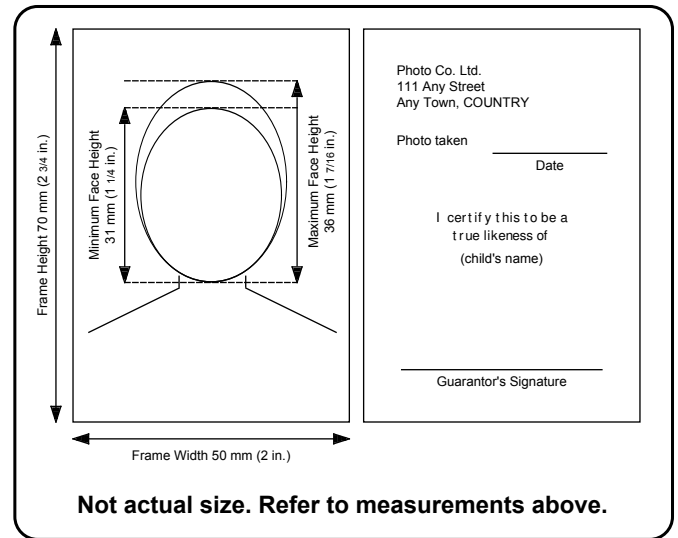 Frame Height 70 mm (2 3/4 in.)
Minimum Face Height
31 mm (1 1/4 in.)
Maximum Face Height
36 mm (1 7/16 in.)
Frame Width 50 mm (2 in.)
Photo Co. Ltd.
111 Any Street
Any Town, COUNTRY
Photo taken
Date
I certify this to be a
true likeness of
(child's name)
Guarantor's Signature
Not actual size. Refer to measurements above.